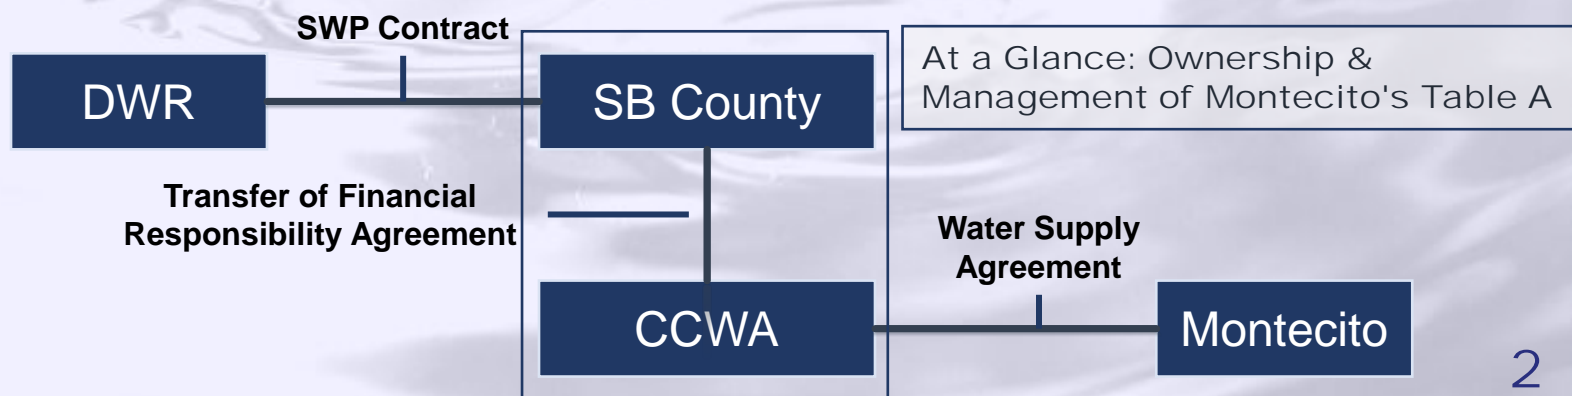 SWP Contract
DWR
SB County
At a Glance: Ownership &
Management of Montecito's Table A
Transfer of Financial
Responsibility Agreement
Water Supply
Agreement
CCWA
Montecito
2